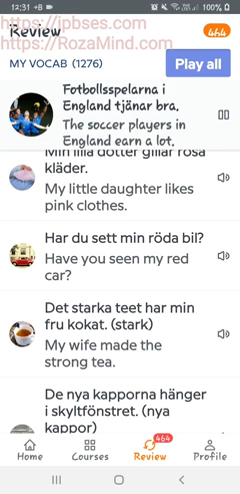 12:31 +B
100%
https://jpbses.com
https://RozaMind.com
Review
464
MY VOCAB (1276)
Play all
Fotbollsspelarna i
England tjänar bra.
The soccer players in
England earn a lot.
Min lilla dotter gillar rosa
kläder.
My little daughter likes
pink clothes.
Har du sett min röda bil?
Have you seen my red
car?
Det starka teet har min
fru kokat. (stark)
My wife made the
strong tea.
De nya kapporna hänger
i skyltfönstret. (nya
kappor)
464
Home
Courses
Review
Profile